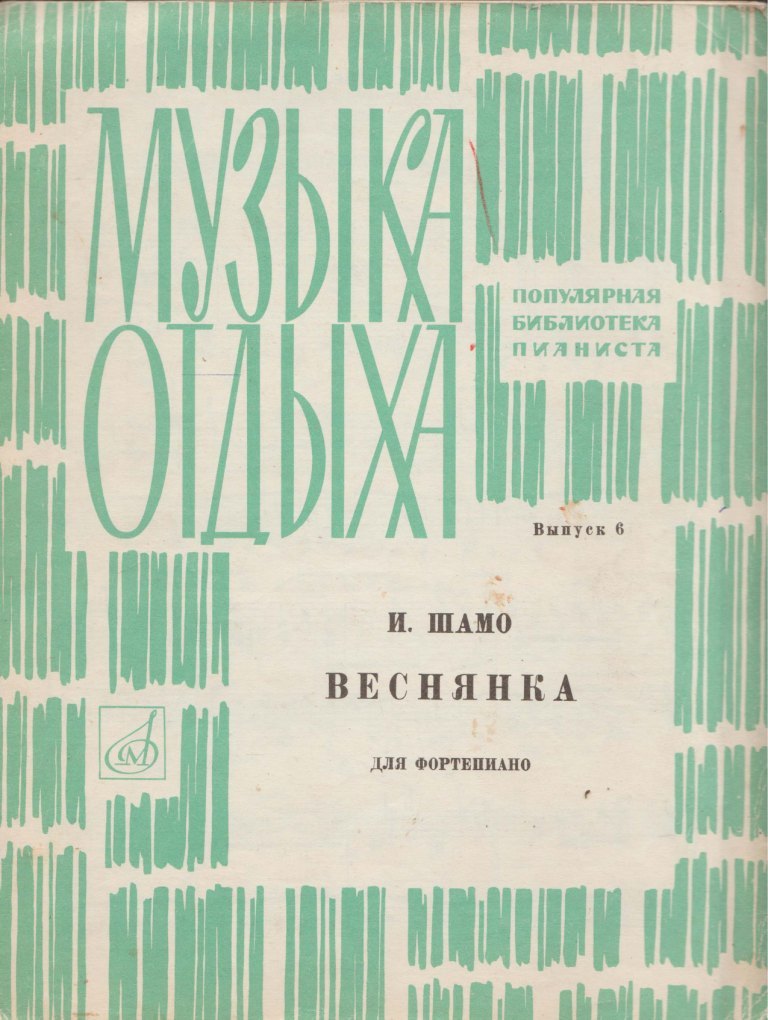 МУЗЫКА
ОТДЫХА
ПОПУЛЯРНАЯ
БИБЛИОТЕКА
ПИАНИСТА
Выпуск 6
И. ШАМО
ВЕСНЯНКА
ДЛЯ ФОРТЕПИАНО
М